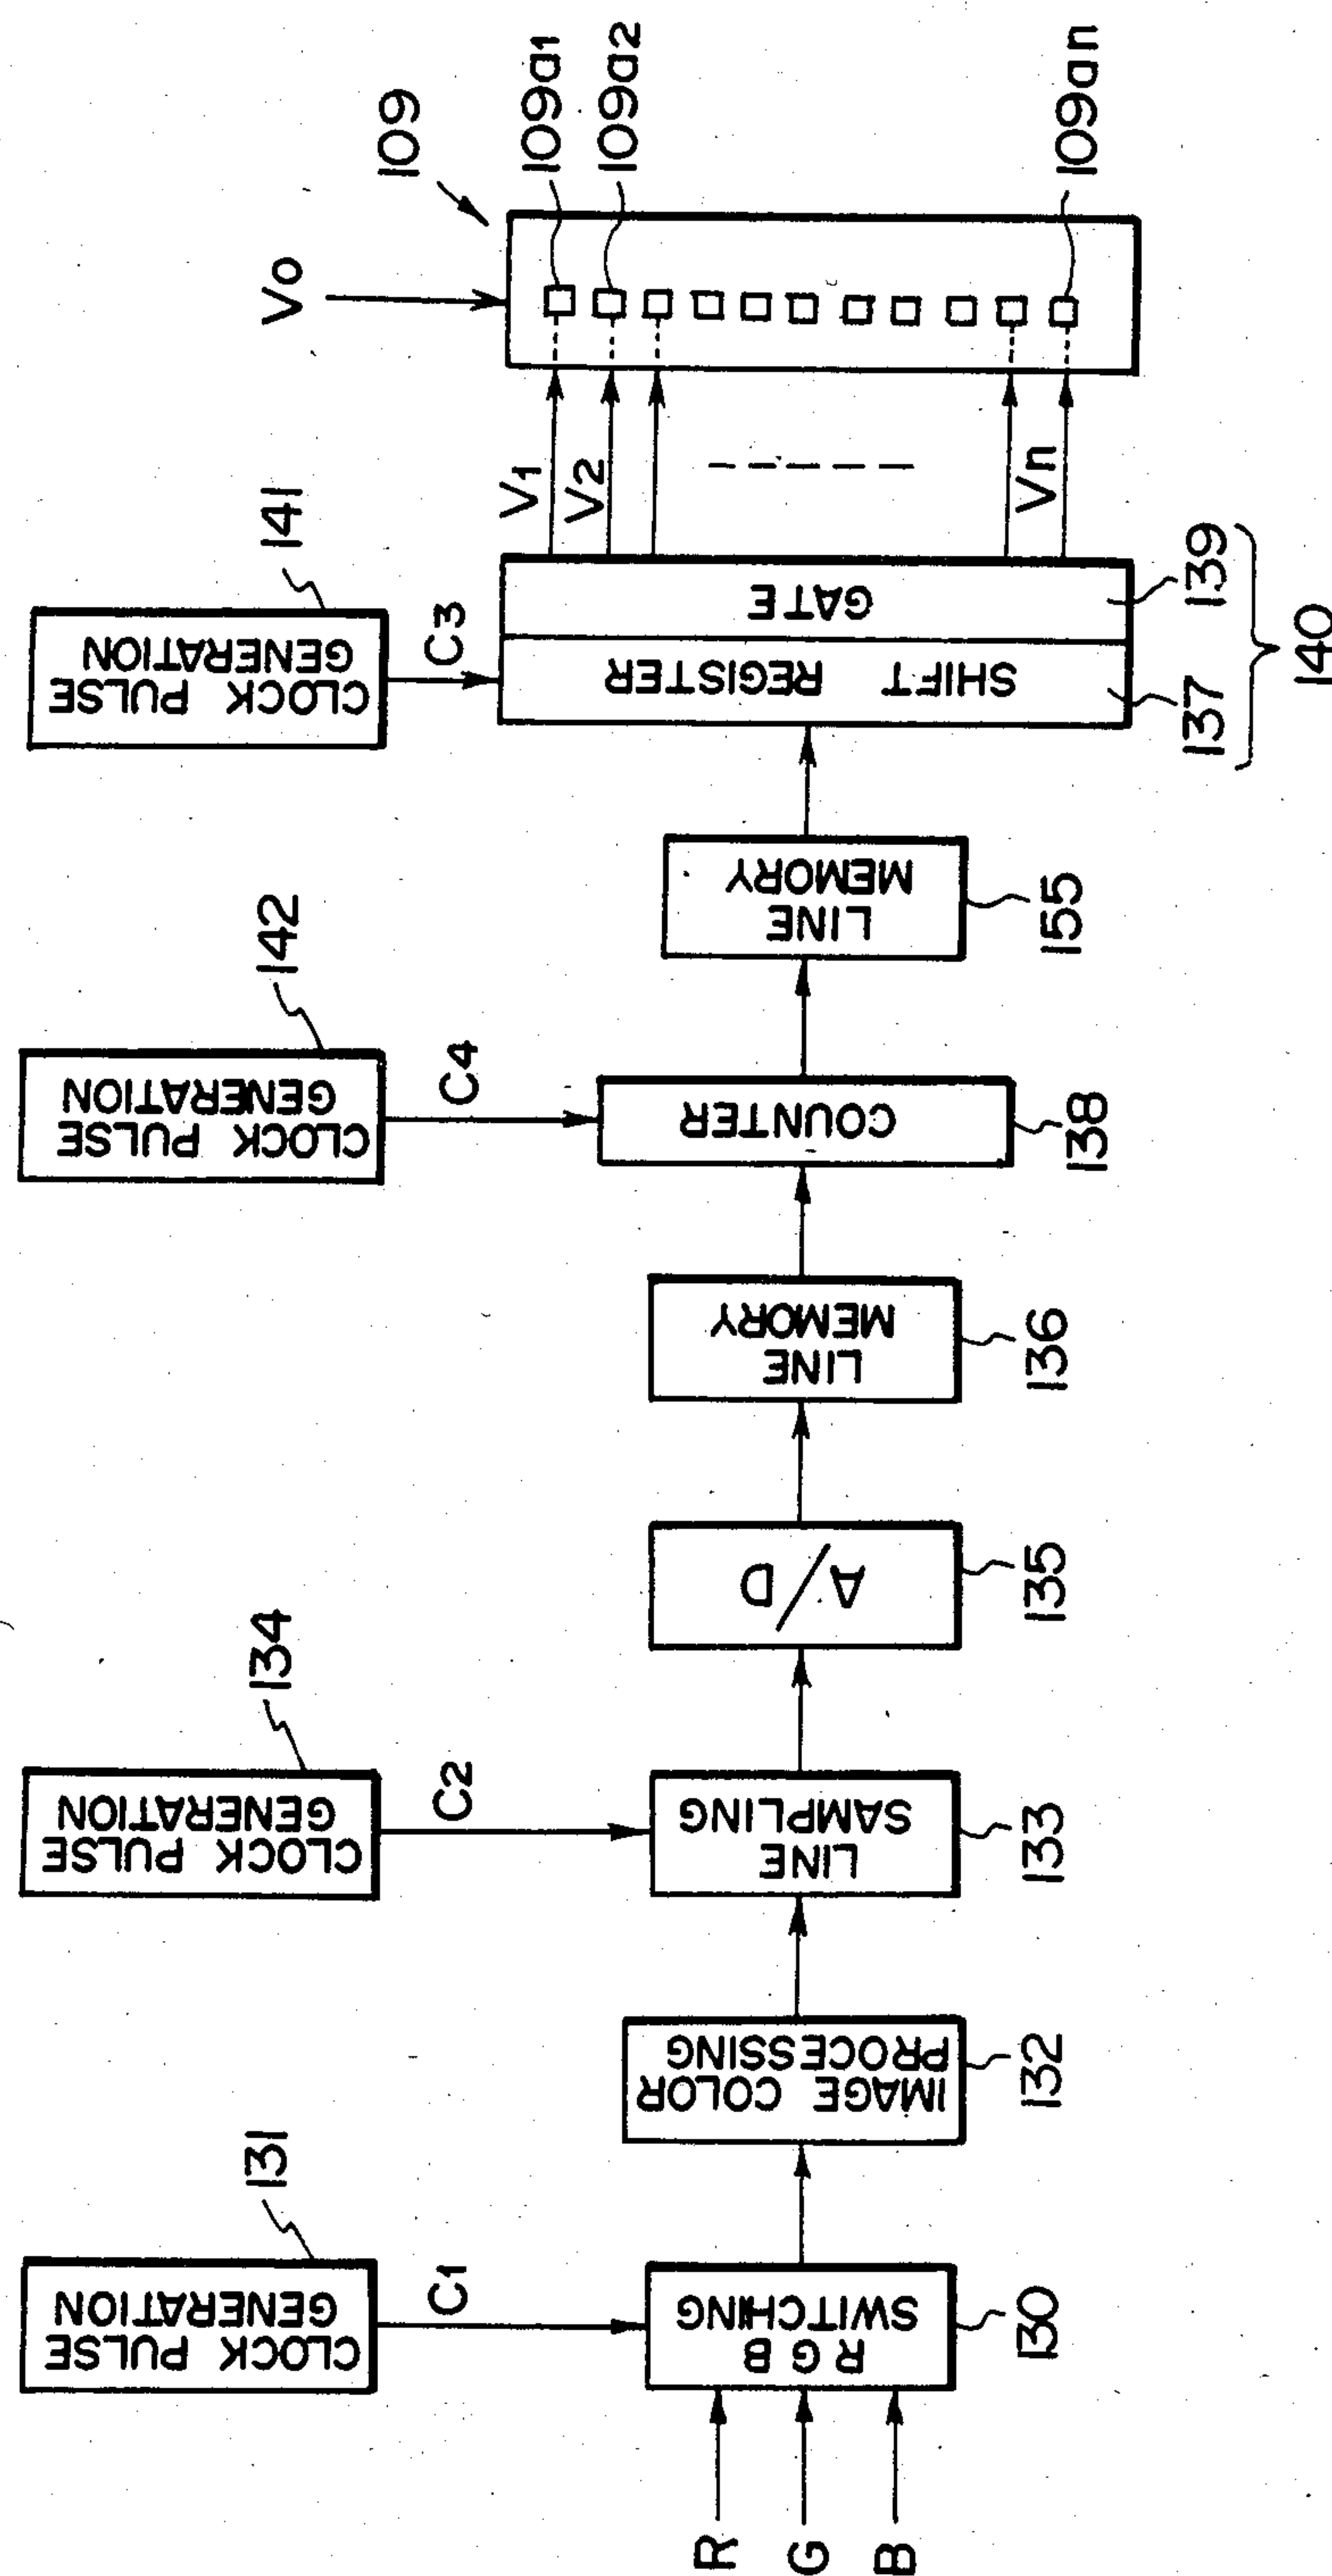 CLOCK PULSE
GENERATION
131
C1
R
G
B
R G B
SWITCHING
130
IMAGE COLOR
PROCESSING
132
CLOCK PULSE
GENERATION
134
C2
LINE
SAMPLING
133
A/D
135
LINE
MEMORY
136
CLOCK PULSE
GENERATION
142
C4
COUNTER
138
LINE
MEMORY
155
CLOCK PULSE
GENERATION
141
C3
SHIFT REGISTER
GATE
137
139
140
V1
V2
Vn
V0
109
109a1
109a2
109an